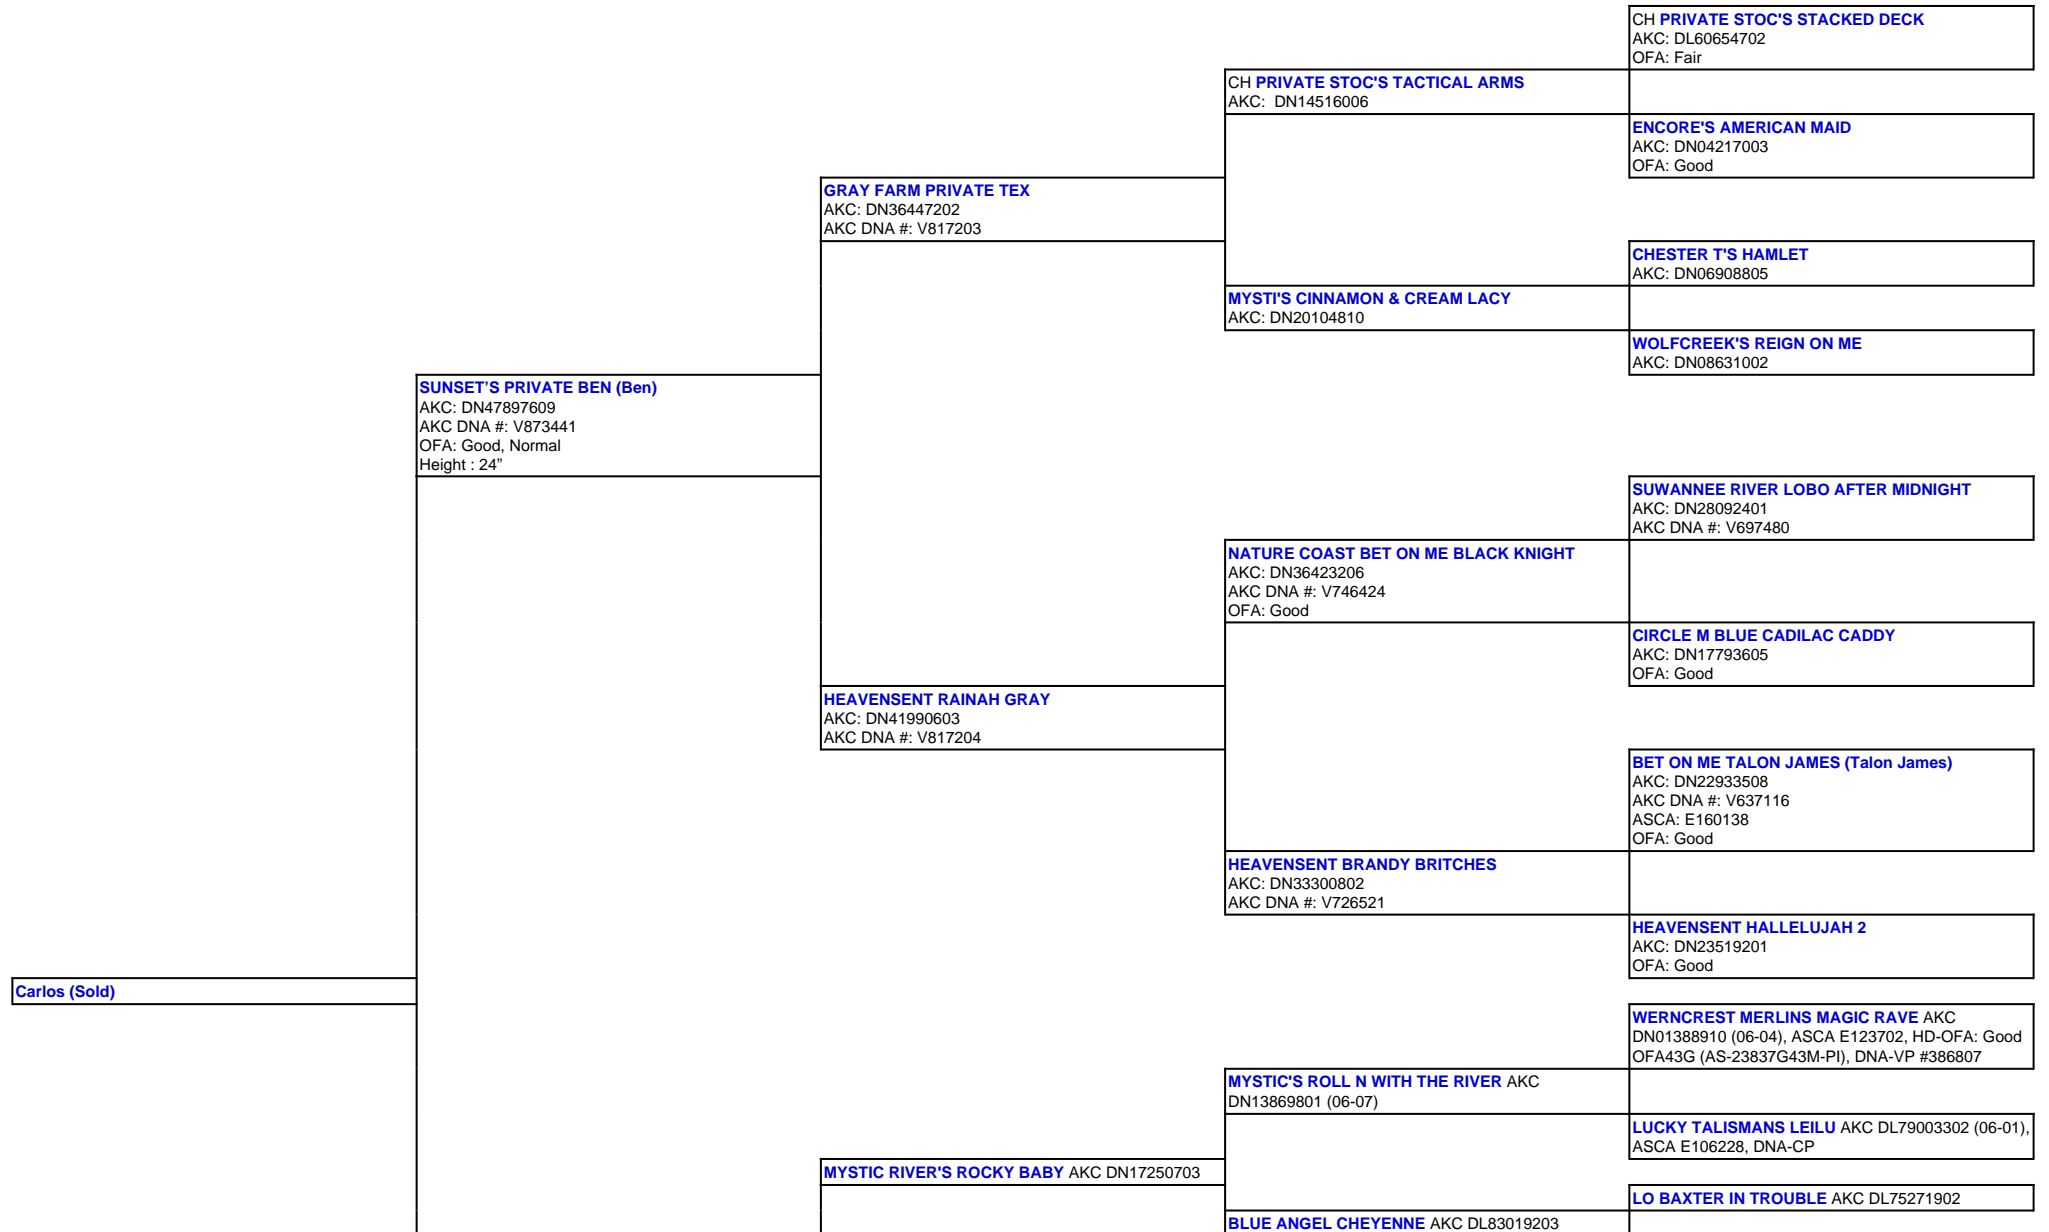 CH PRIVATE STOC'S STACKED DECK
AKC: DL60654702
OFA: Fair
CH PRIVATE STOC'S TACTICAL ARMS
AKC:  DN14516006
ENCORE'S AMERICAN MAID
AKC: DN04217003
OFA: Good
GRAY FARM PRIVATE TEX
AKC: DN36447202
AKC DNA #: V817203
CHESTER T'S HAMLET
AKC: DN06908805
MYSTI'S CINNAMON & CREAM LACY
AKC: DN20104810
WOLFCREEK'S REIGN ON ME
AKC: DN08631002
SUNSET’S PRIVATE BEN (Ben)
AKC: DN47897609
AKC DNA #: V873441
OFA: Good, Normal
Height : 24”
SUWANNEE RIVER LOBO AFTER MIDNIGHT
AKC: DN28092401
AKC DNA #: V697480
NATURE COAST BET ON ME BLACK KNIGHT
AKC: DN36423206
AKC DNA #: V746424
OFA: Good
CIRCLE M BLUE CADILAC CADDY
AKC: DN17793605
OFA: Good
HEAVENSENT RAINAH GRAY
AKC: DN41990603
AKC DNA #: V817204
BET ON ME TALON JAMES (Talon James)
AKC: DN22933508
AKC DNA #: V637116
ASCA: E160138
OFA: Good
HEAVENSENT BRANDY BRITCHES
AKC: DN33300802
AKC DNA #: V726521
HEAVENSENT HALLELUJAH 2
AKC: DN23519201
OFA: Good
Carlos (Sold)
WERNCREST MERLINS MAGIC RAVE AKC
DN01388910 (06-04), ASCA E123702, HD-OFA: Good
OFA43G (AS-23837G43M-PI), DNA-VP #386807
MYSTIC'S ROLL N WITH THE RIVER AKC
DN13869801 (06-07)
LUCKY TALISMANS LEILU AKC DL79003302 (06-01),
ASCA E106228, DNA-CP
MYSTIC RIVER'S ROCKY BABY AKC DN17250703
LO BAXTER IN TROUBLE AKC DL75271902
BLUE ANGEL CHEYENNE AKC DL83019203